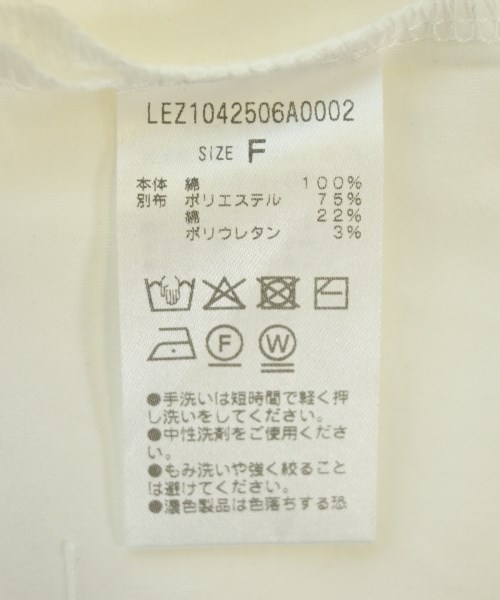 LEZ1042506A0002
SIZE F
本体 綿 100%
別布 ポリエステル 75%
綿 22%
ポリウレタン 3%
F W
●手洗いは短時間で軽く押
し洗いをしてください。
●中性洗剤をご使用くださ
い。
●もみ洗いや強く絞ること
は避けてください。
●濃色製品は色落ちする恐